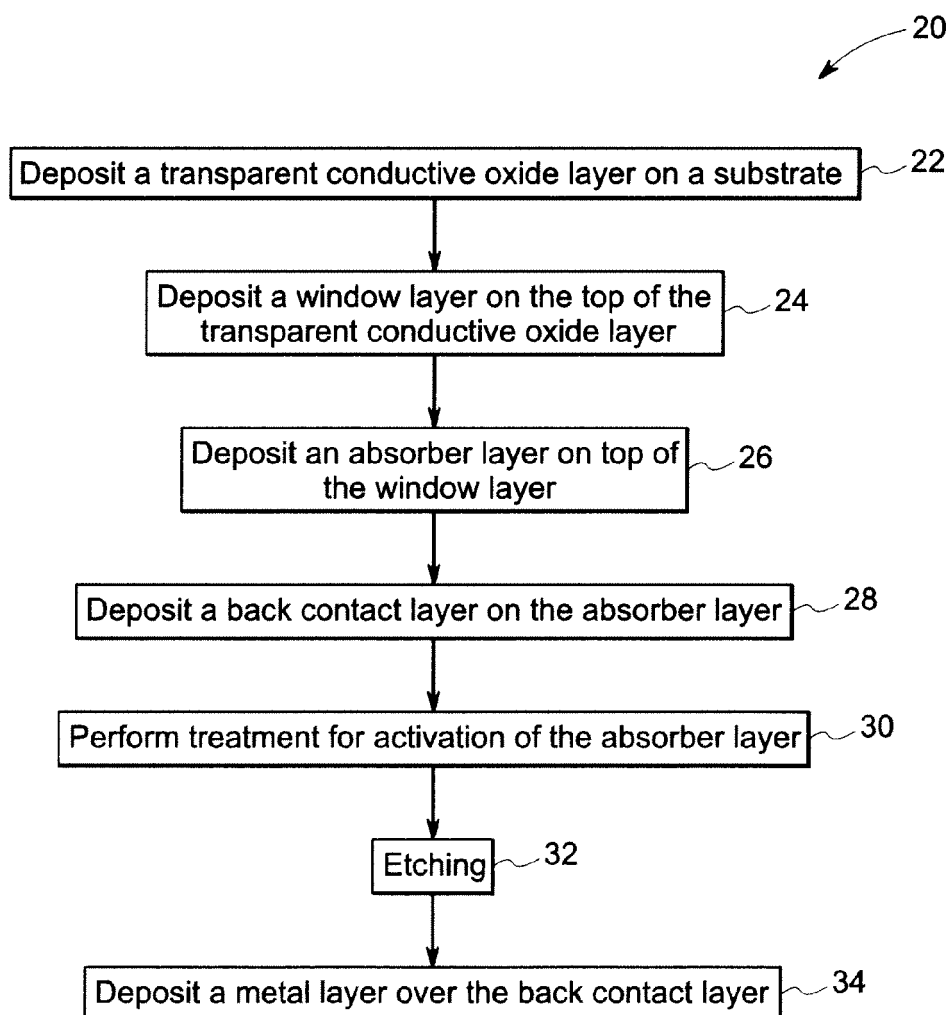 20
Deposit a transparent conductive oxide layer on a substrate
22
Deposit a window layer on the top of the
transparent conductive oxide layer
24
Deposit an absorber layer on top of
the window layer
26
Deposit a back contact layer on the absorber layer
28
Perform treatment for activation of the absorber layer
30
Etching
32
Deposit a metal layer over the back contact layer
34